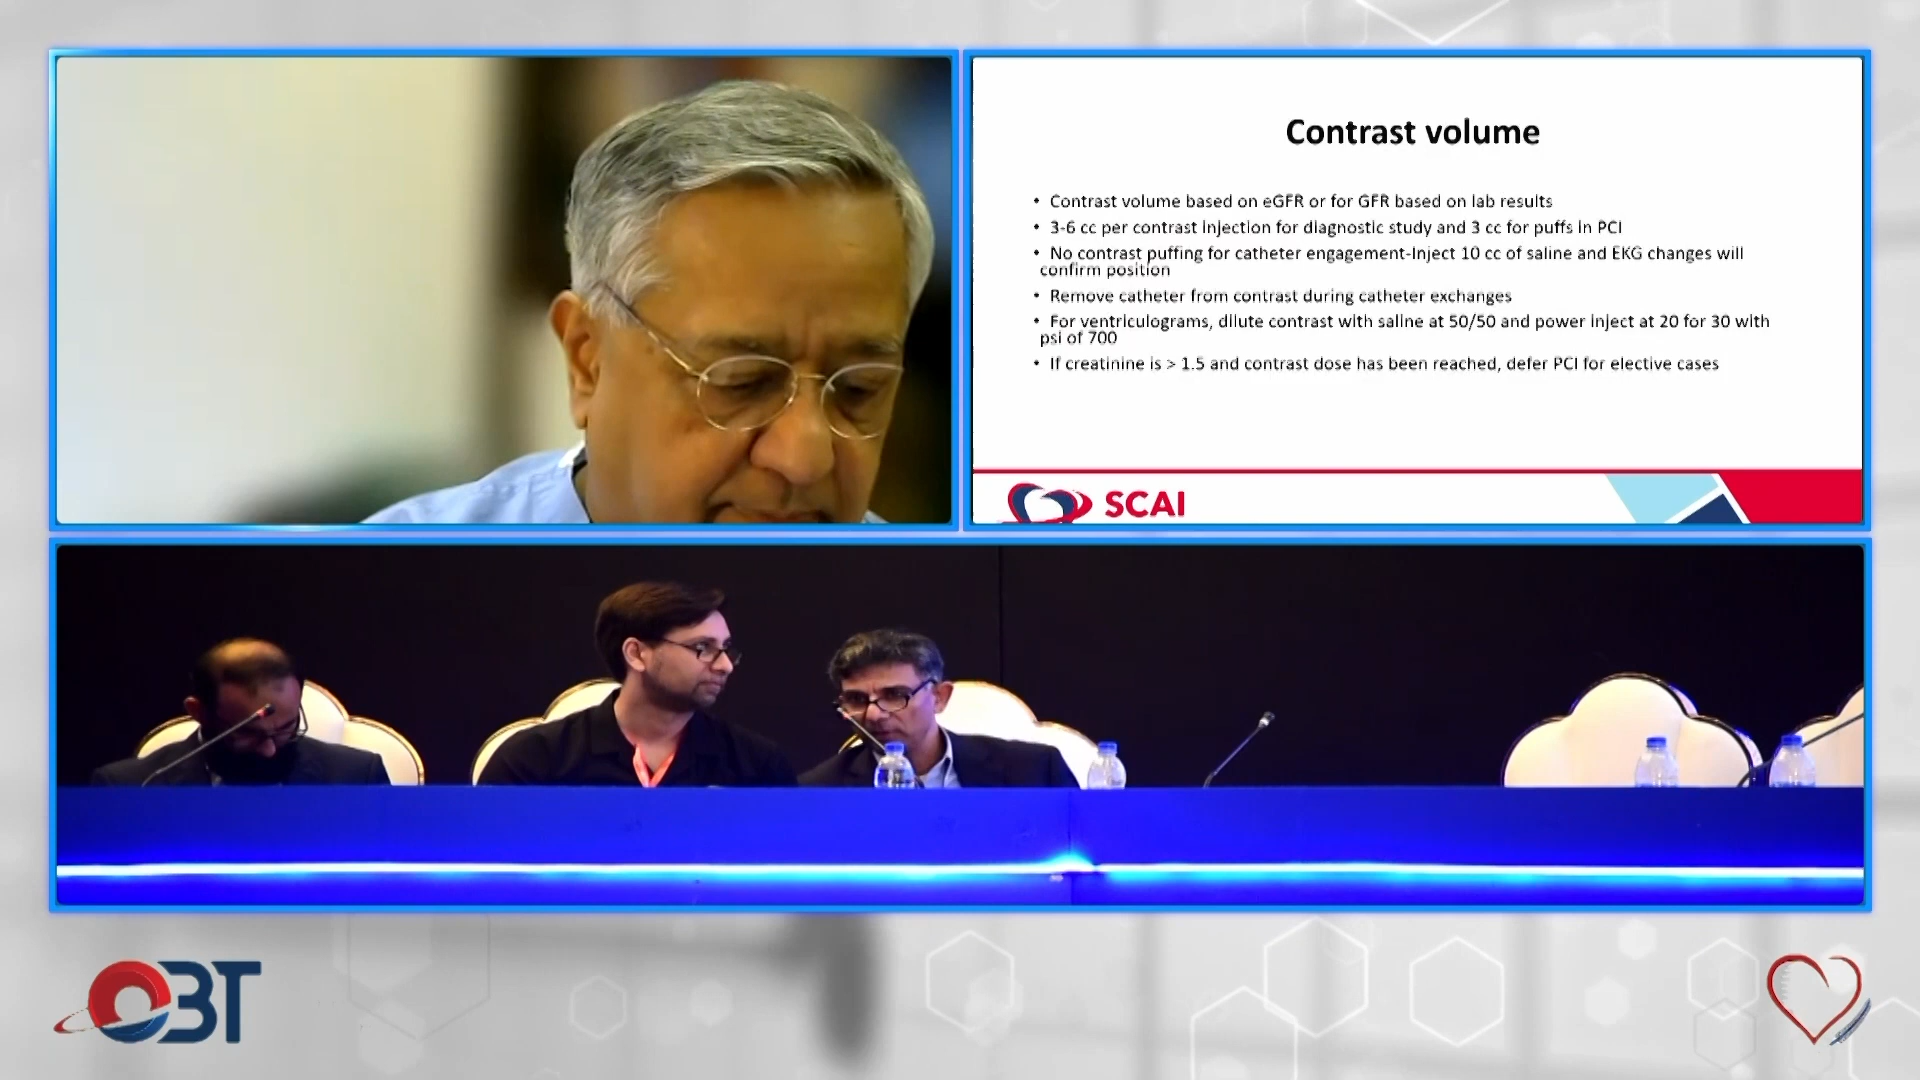 Contrast volume
• Contrast volume based on eGFR or for GFR based on lab results
• 3-6 cc per contrast injection for diagnostic study and 3 cc for puffs in PCI
• No contrast puffing for catheter engagement-Inject 10 cc of saline and EKG changes will
confirm position
• Remove catheter from contrast during catheter exchanges
• For ventriculograms, dilute contrast with saline at 50/50 and power inject at 20 for 30 with
psi of 700
• If creatinine is > 1.5 and contrast dose has been reached, defer PCI for elective cases
SCAI
OBT